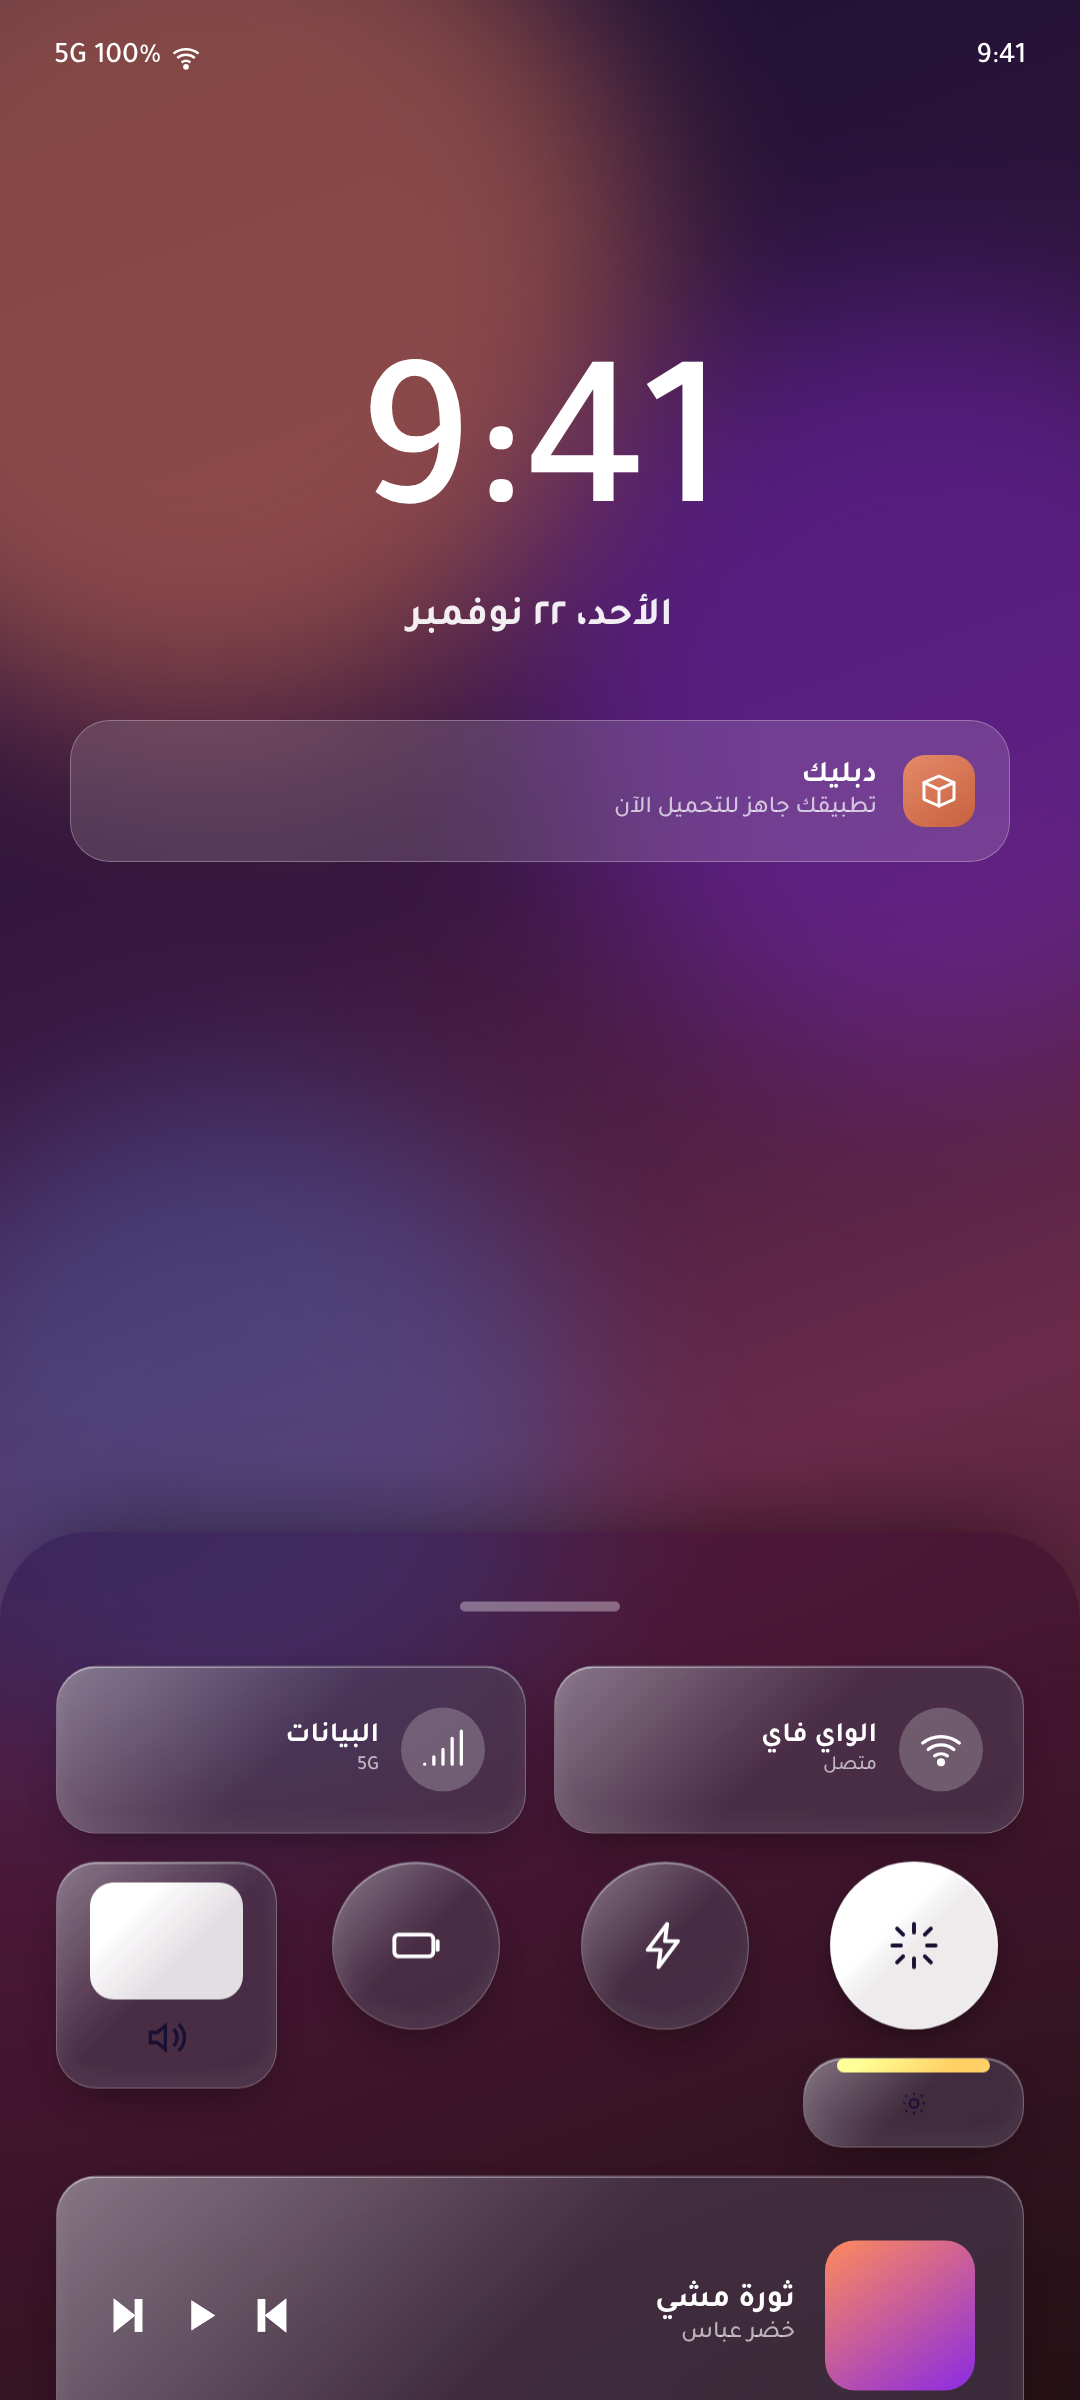 9:41
5G 100%
9:41
الأحد، ٢٢ نوفمبر
دبليك
تطبيقك جاهز للتحميل الآن
الواي فاي
متصل
البيانات
5G
ثورة مشي
خضر عباس